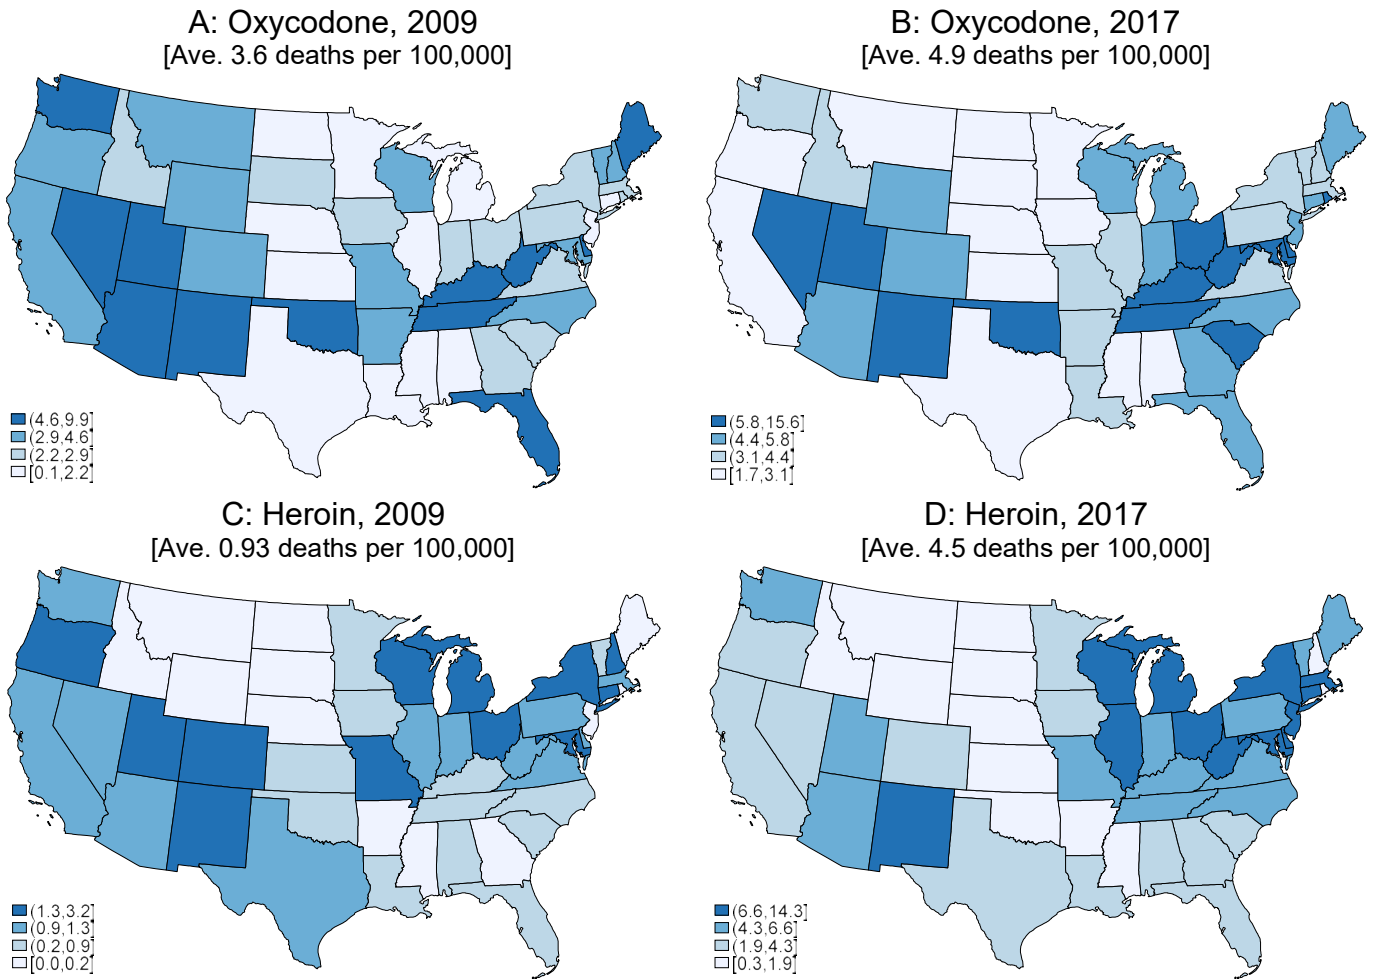 A: Oxycodone, 2009
[Ave. 3.6 deaths per 100,000]
(4.6,9.9]
(2.9,4.6]
(2.2,2.9]
[0.1,2.2]
B: Oxycodone, 2017
[Ave. 4.9 deaths per 100,000]
(5.8,15.6]
(4.4,5.8]
(3.1,4.4]
[1.7,3.1]
C: Heroin, 2009
[Ave. 0.93 deaths per 100,000]
(1.3,3.2]
(0.9,1.3]
(0.2,0.9]
[0.0,0.2]
D: Heroin, 2017
[Ave. 4.5 deaths per 100,000]
(6.6,14.3]
(4.3,6.6]
(1.9,4.3]
[0.3,1.9]